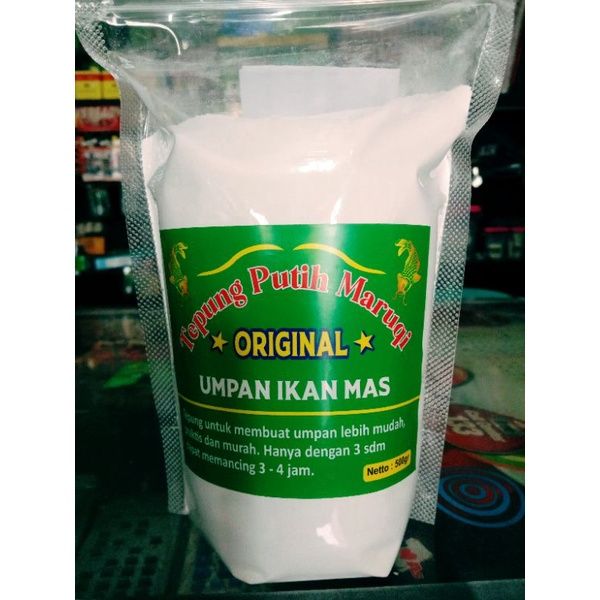 Tepung Putih Maruqi
ORIGINAL
UMPAN IKAN MAS
untuk membuat umpan lebih mudah,
dan murah. Hanya dengan 3 sdm
memancing 3 - 4 jam.
Netto : 500gr